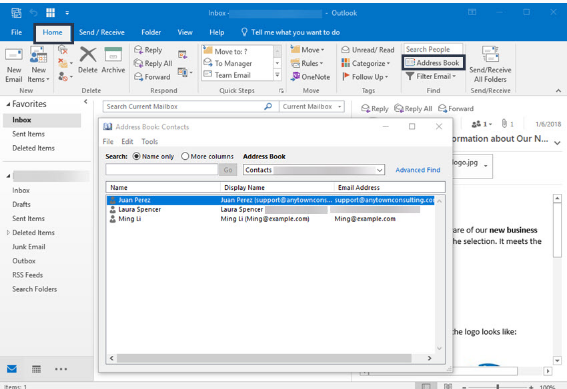 Inbox - - Outlook
File Home Send / Receive Folder View Help Tell me what you want to do
New Email New Items Delete Archive
Reply
Reply All
Forward
Move to: ?
To Manager
Team Email
Move
Rules
OneNote
Unread/ Read
Categorize
Follow Up
Search People
Address Book
Filter Email
Send/Receive All Folders
New Delete Respond Quick Steps Move Tags Find Send/Receive
Favorites
Inbox
Sent Items
Deleted Items
Inbox
Drafts
Sent Items
Deleted Items
Junk Email
Outbox
RSS Feeds
Search Folders
Search Current Mailbox Current Mailbox
Reply Reply All Forward
1 1 1/6/2018
ormation about Our N...
logo.jpg
are of our new business
he selection. It meets the
the logo looks like:
Address Book: Contacts
File Edit Tools
Search: Name only More columns Address Book
Go Contacts Advanced Find
Name Display Name Email Address
Juan Perez Juan Perez (support@anytowncons... support@anytownconsulting.co
Laura Spencer Laura Spencer
Ming Li Ming Li (Ming@example.com) Ming@example.com
Items: 1 100%